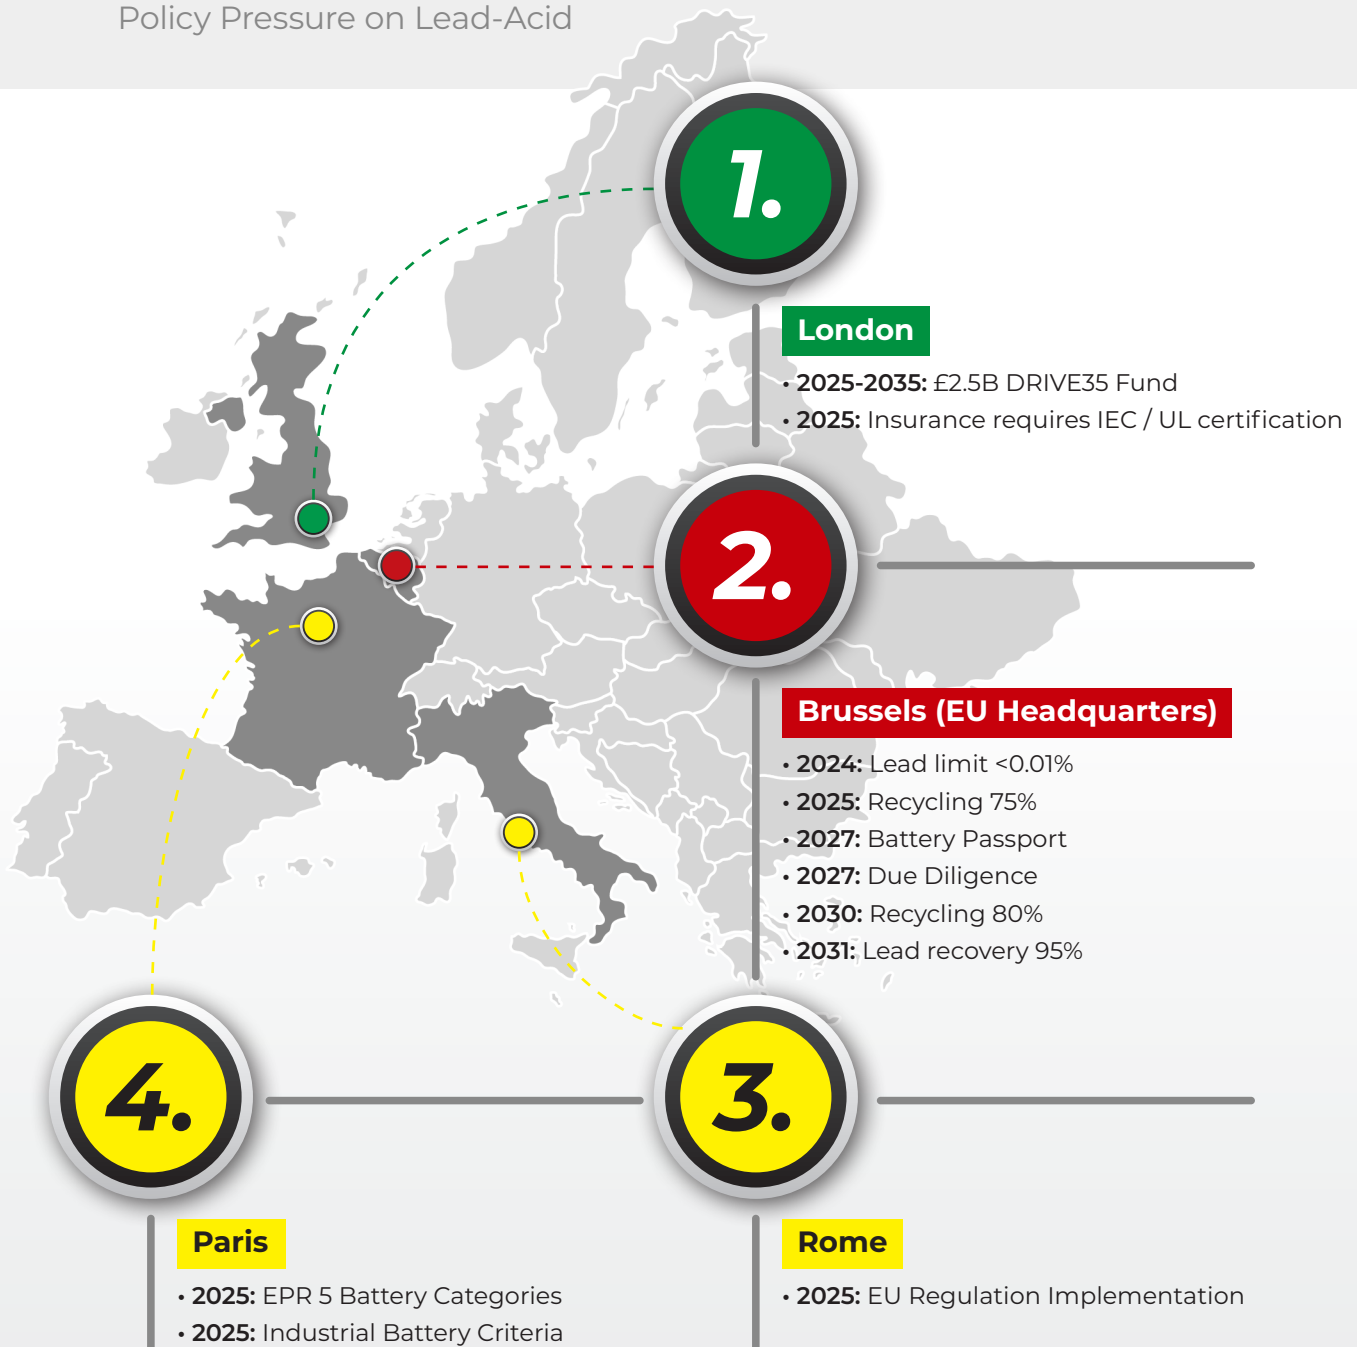 Policy Pressure on Lead-Acid
1.
London
• 2025-2035: £2.5B DRIVE35 Fund
• 2025: Insurance requires IEC / UL certification
2.
Brussels (EU Headquarters)
• 2024: Lead limit <0.01%
• 2025: Recycling 75%
• 2027: Battery Passport
• 2027: Due Diligence
• 2030: Recycling 80%
• 2031: Lead recovery 95%
3.
Rome
• 2025: EU Regulation Implementation
4.
Paris
• 2025: EPR 5 Battery Categories
• 2025: Industrial Battery Criteria